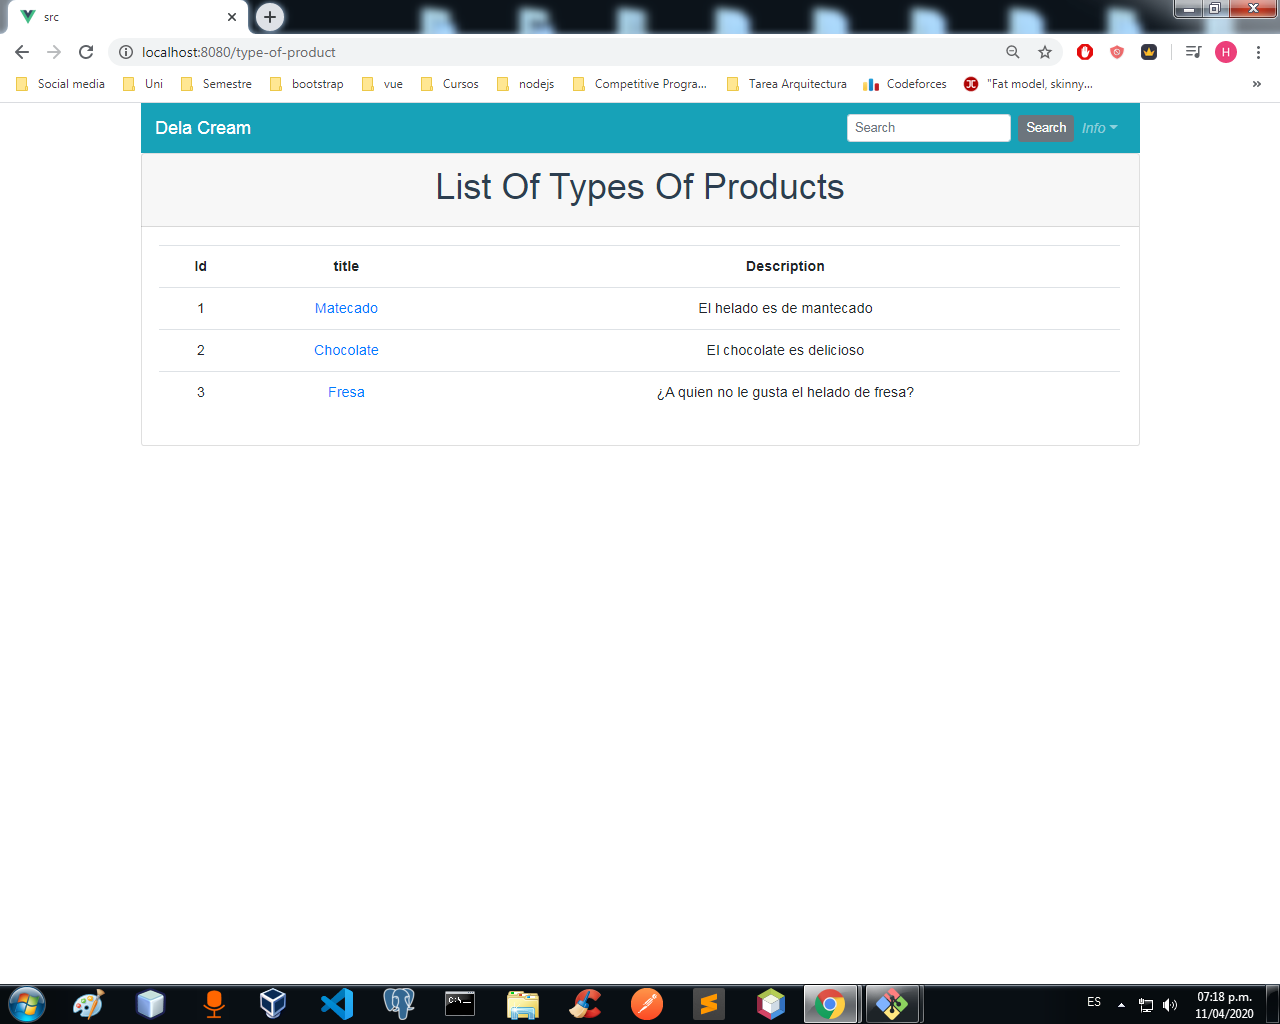 src
localhost:8080/type-of-product
H
Social media Uni Semestre bootstrap vue Cursos nodejs Competitive Progra... Tarea Arquitectura Codeforces "Fat model, skinny... »
Dela Cream Search Search Info
List Of Types Of Products
Id title Description
1 Matecado El helado es de mantecado
2 Chocolate El chocolate es delicioso
3 Fresa ¿A quien no le gusta el helado de fresa?
ES 07:18 p.m.
11/04/2020